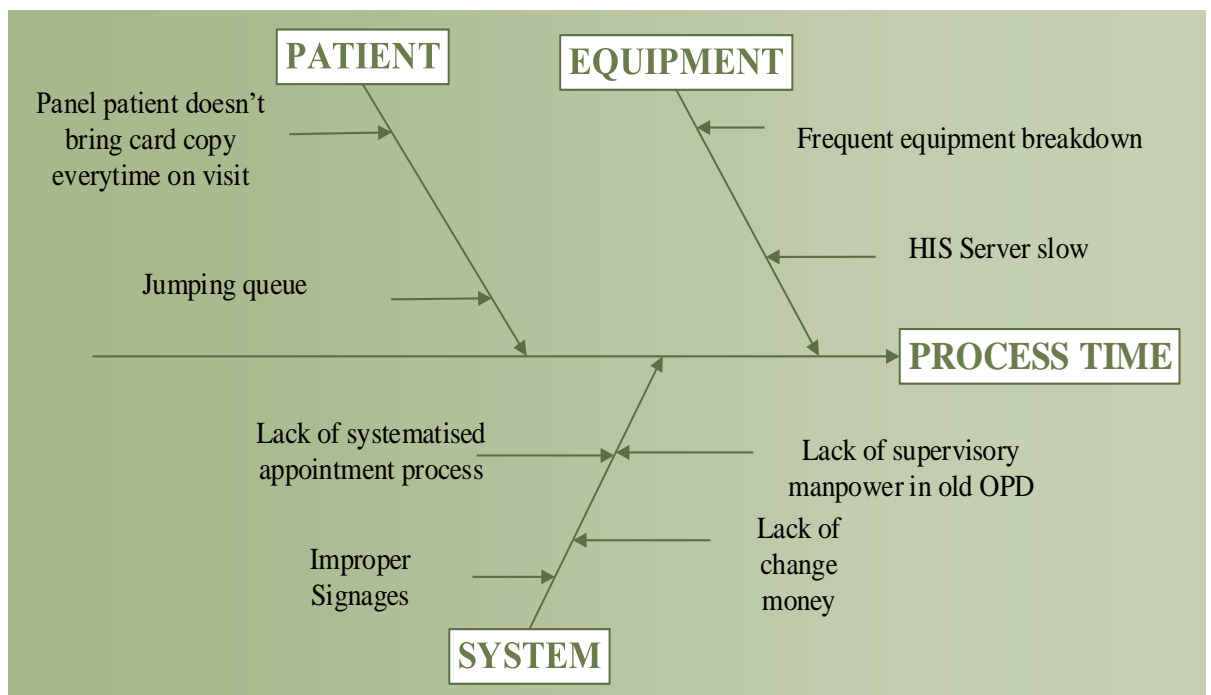 PATIENT
EQUIPMENT
Panel patient doesn’t
bring card copy
everytime on visit
Frequent equipment breakdown
HIS Server slow
Jumping queue
PROCESS TIME
Lack of systematised
appointment process
Lack of supervisory
manpower in old OPD
Lack of
change
money
Improper
Signages
SYSTEM